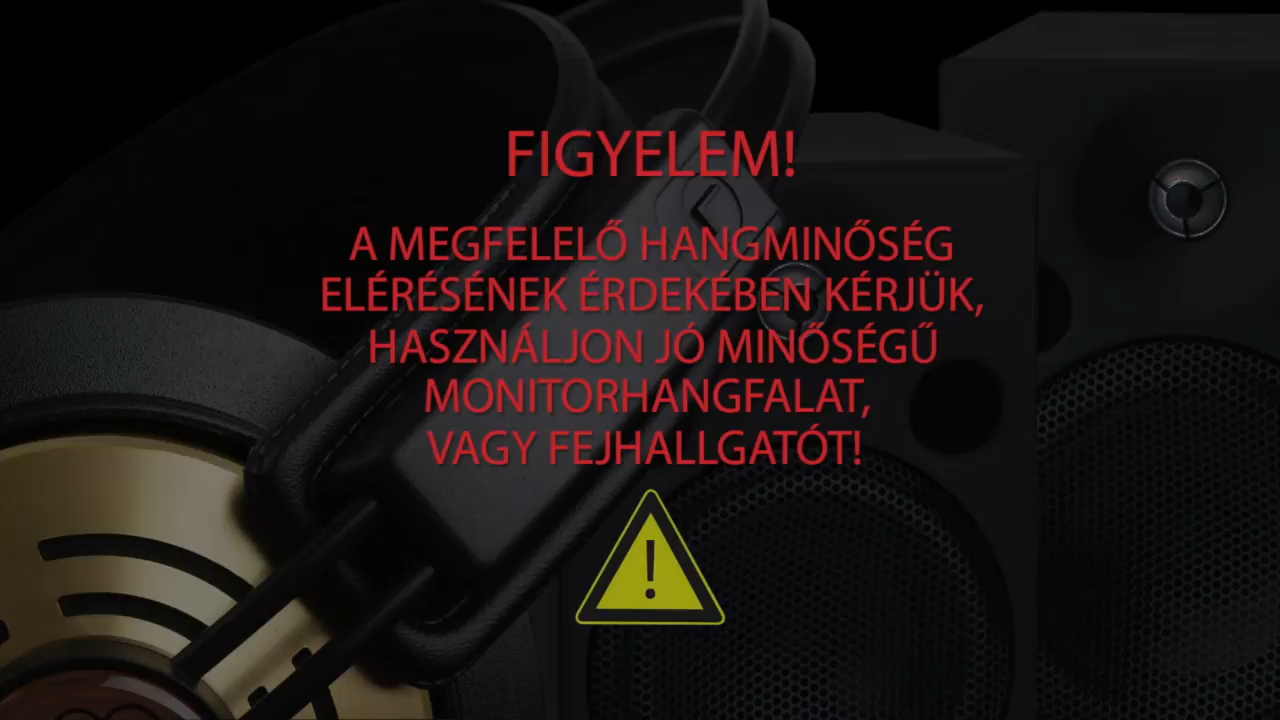 FIGYELEM!
A MEGFELELŐ HANGMINŐSÉG
ELÉRÉSÉNEK ÉRDEKÉBEN KÉRJÜK,
HASZNÁLJON JÓ MINŐSÉGŰ
MONITORHANGFALAT,
VAGY FEJHALLGATÓT!
!